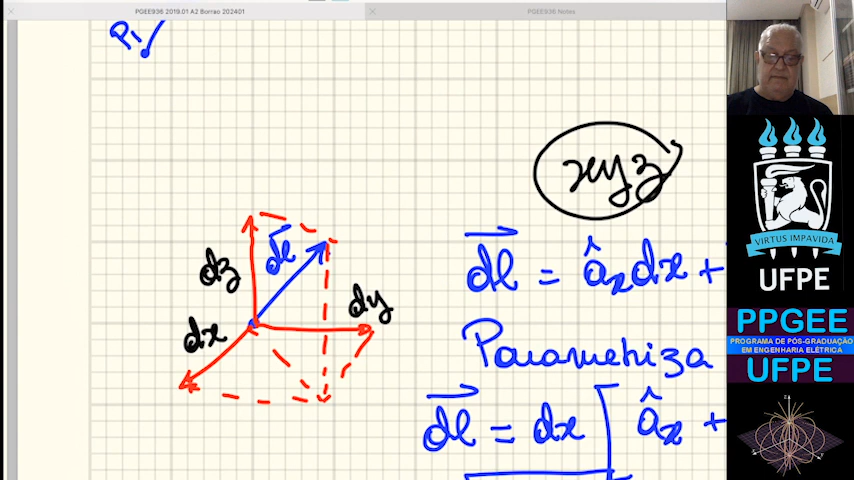 PGEE936 2019.01 A2 Borrao 202401
PGEE936 Notes
P1
xyz
dz
dl
dy
dx
dl = âx dx +
Parametriza
dl = dx [ âx +
VIRTUS IMPAVIDA
UFPE
PPGEE
PROGRAMA DE PÓS-GRADUAÇÃO
EM ENGENHARIA ELÉTRICA
UFPE